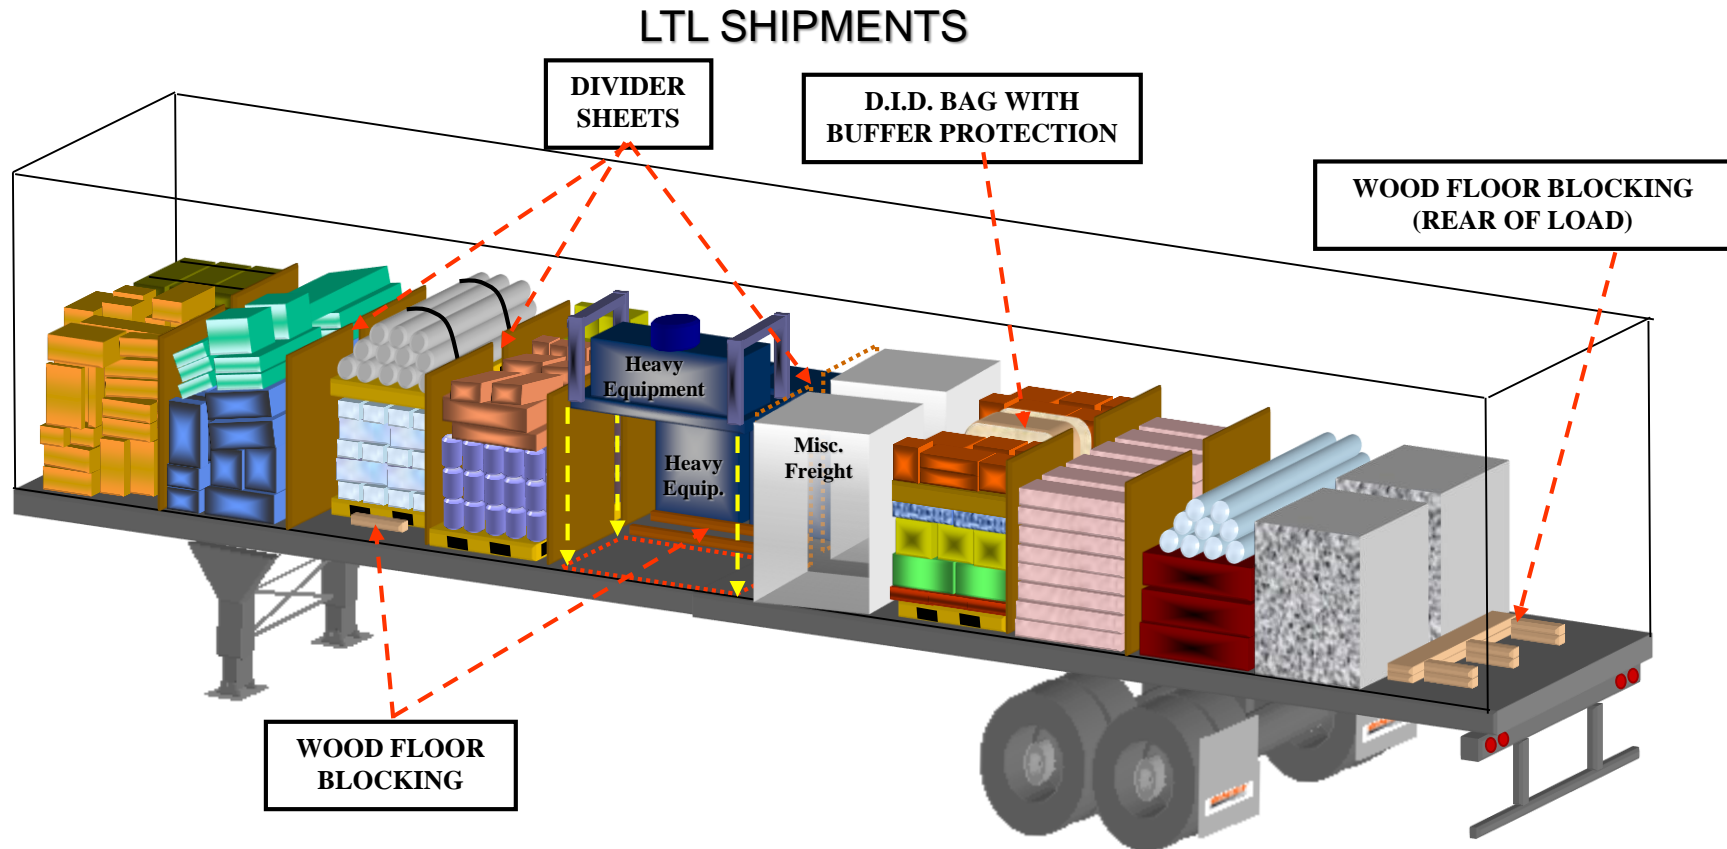 LTL SHIPMENTS
DIVIDER
SHEETS
D.I.D. BAG WITH
BUFFER PROTECTION
WOOD FLOOR BLOCKING
(REAR OF LOAD)
Heavy
Equipment
Misc.
Freight
Heavy
Equip.
WOOD FLOOR
BLOCKING